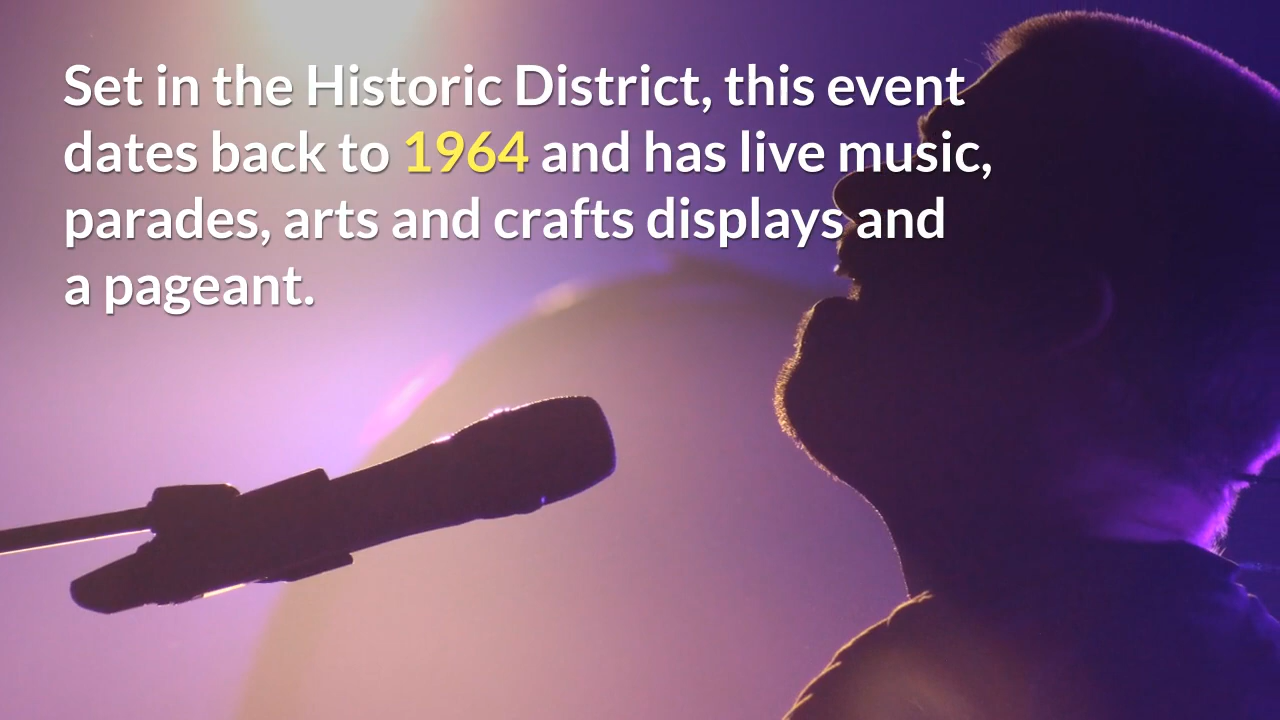 Set in the Historic District, this event
dates back to 1964 and has live music,
parades, arts and crafts displays and
a pageant.